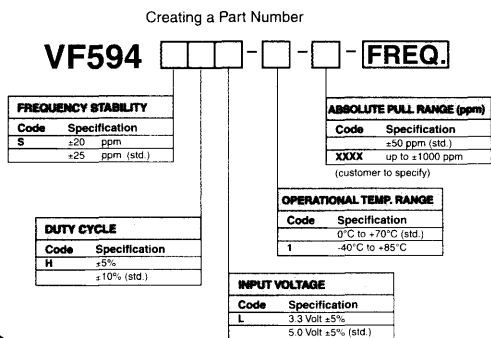 Creating a Part Number
VF594 - - - FREQ.
FREQUENCY STABILITY
Code Specification
S ±20 ppm
±25 ppm (std.)
ABSOLUTE PULL RANGE (ppm)
Code Specification
±50 ppm (std.)
XXXX up to ±1000 ppm
(customer to specify)
OPERATIONAL TEMP. RANGE
Code Specification
0°C to +70°C (std.)
1 -40°C to +85°C
DUTY CYCLE
Code Specification
H ±5%
±10% (std.)
INPUT VOLTAGE
Code Specification
L 3.3 Volt ±5%
5.0 Volt ±5% (std.)